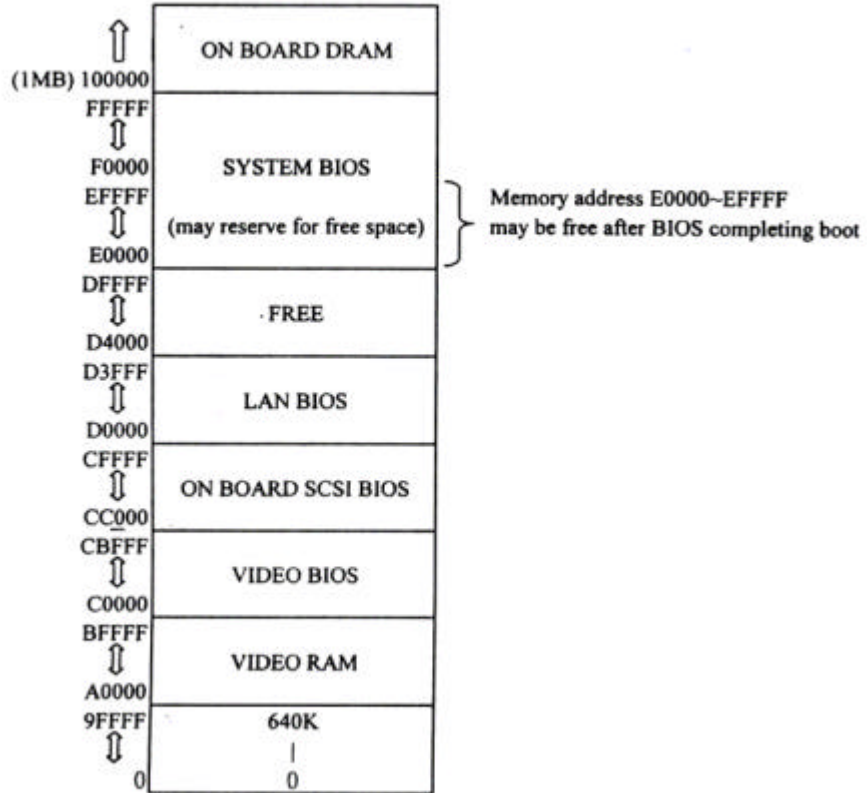 ON BOARD DRAM
(1MB) 100000
FFFFF
F0000 SYSTEM BIOS
EFFFF
(may reserve for free space)
E0000
Memory address E0000~EFFFF
may be free after BIOS completing boot
DFFFF
FREE
D4000
D3FFF
LAN BIOS
D0000
CFFFF
ON BOARD SCSI BIOS
CC000
CBFFF
VIDEO BIOS
C0000
BFFFF
VIDEO RAM
A0000
9FFFF 640K
|
0 0